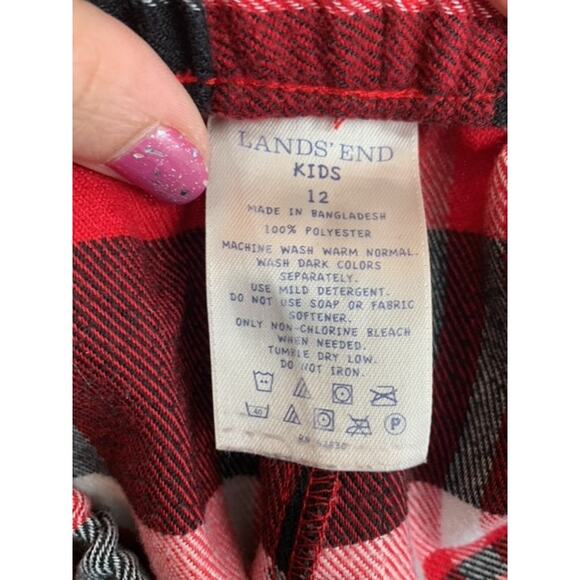 LANDS' END
KIDS
12
MADE IN BANGLADESH
100% POLYESTER
MACHINE WASH WARM NORMAL.
WASH DARK COLORS
SEPARATELY.
USE MILD DETERGENT.
DO NOT USE SOAP OR FABRIC
SOFTENER.
ONLY NON-CHLORINE BLEACH
WHEN NEEDED.
TUMBLE DRY LOW.
DO NOT IRON.
40 P
RN